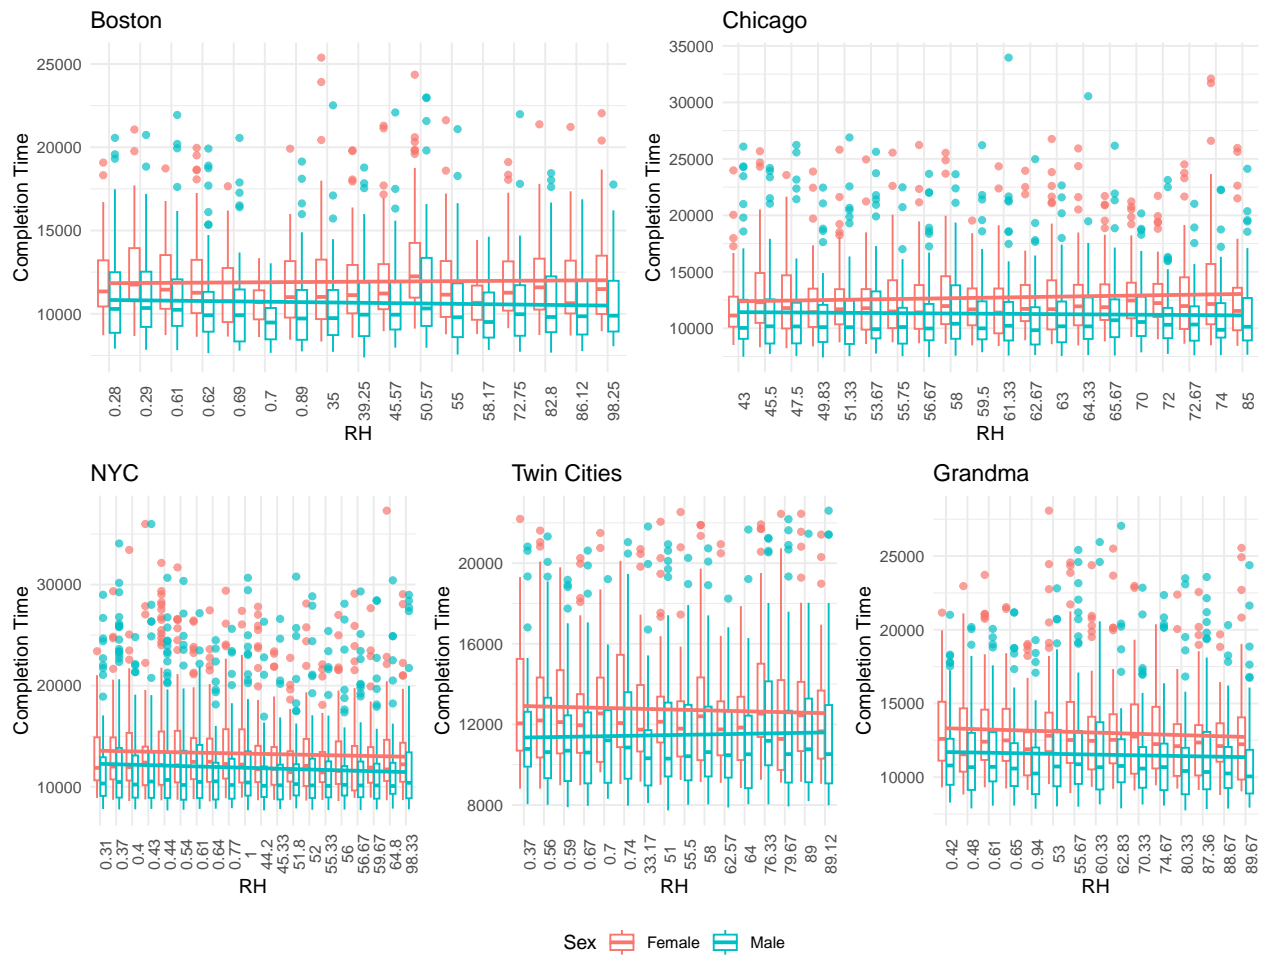 Boston
Completion Time
25000
20000
15000
10000
0.28 0.29 0.61 0.62 0.69 0.7 0.89 35 39.25 45.57 50.57 55 58.17 72.75 82.8 86.12 98.25
RH
Chicago
Completion Time
35000
30000
25000
20000
15000
10000
43 45.5 47.5 49.83 51.33 53.67 55.75 56.67 58 59.5 61.33 62.67 63 64.33 65.67 70 72 72.67 74 85
RH
NYC
Completion Time
30000
20000
10000
0.31 0.37 0.4 0.43 0.44 0.54 0.61 0.64 0.77 1 44.2 45.33 51.8 52 55.33 56 56.67 59.67 64.8 98.33
RH
Twin Cities
Completion Time
20000
16000
12000
8000
0.37 0.56 0.59 0.67 0.7 0.74 33.17 51 55.5 58 62.57 64 76.33 79.67 89 89.12
RH
Grandma
Completion Time
25000
20000
15000
10000
0.42 0.48 0.61 0.65 0.94 53 55.67 60.33 62.83 70.33 74.67 80.33 87.36 88.67 89.67
RH
Sex Female Male